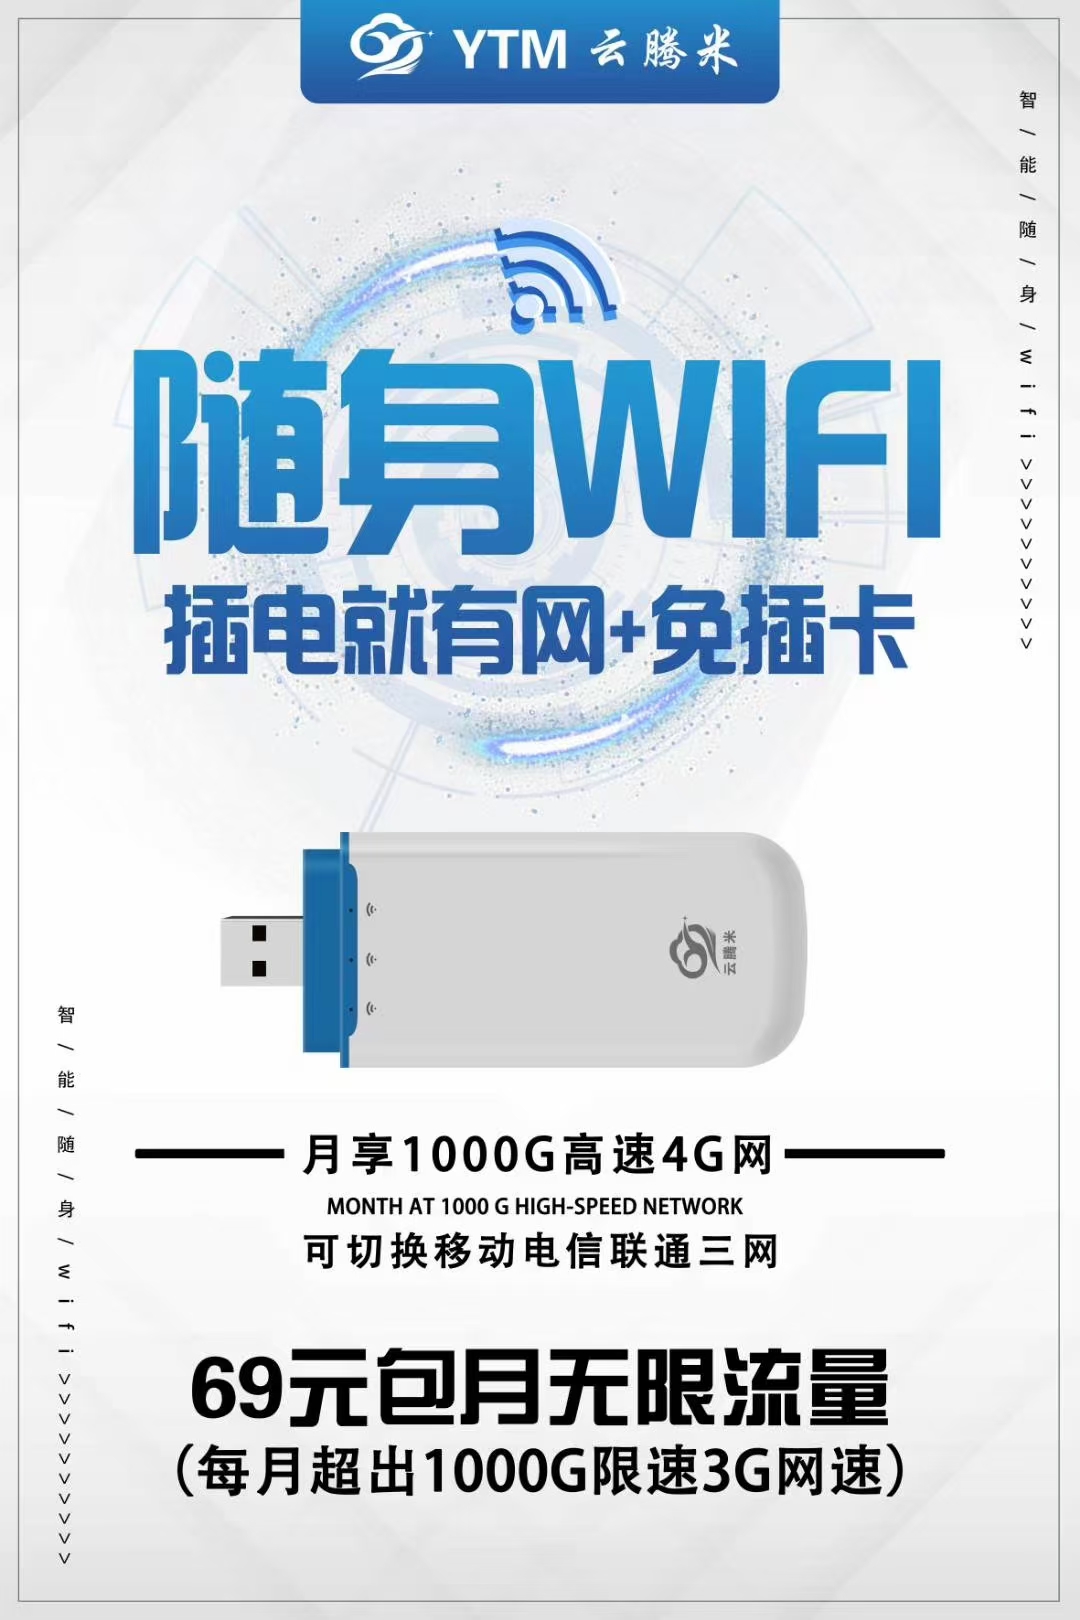 YTM 云腾米
智/能/随/身/wifi>>>>>>>>>>
随身WIFI
插电就有网+免插卡
云腾米
月享1000G高速4G网
MONTH AT 1000 G HIGH-SPEED NETWORK
可切换移动电信联通三网
69元包月无限流量
(每月超出1000G限速3G网速)
智/能/随/身/wifi>>>>>>>>>>